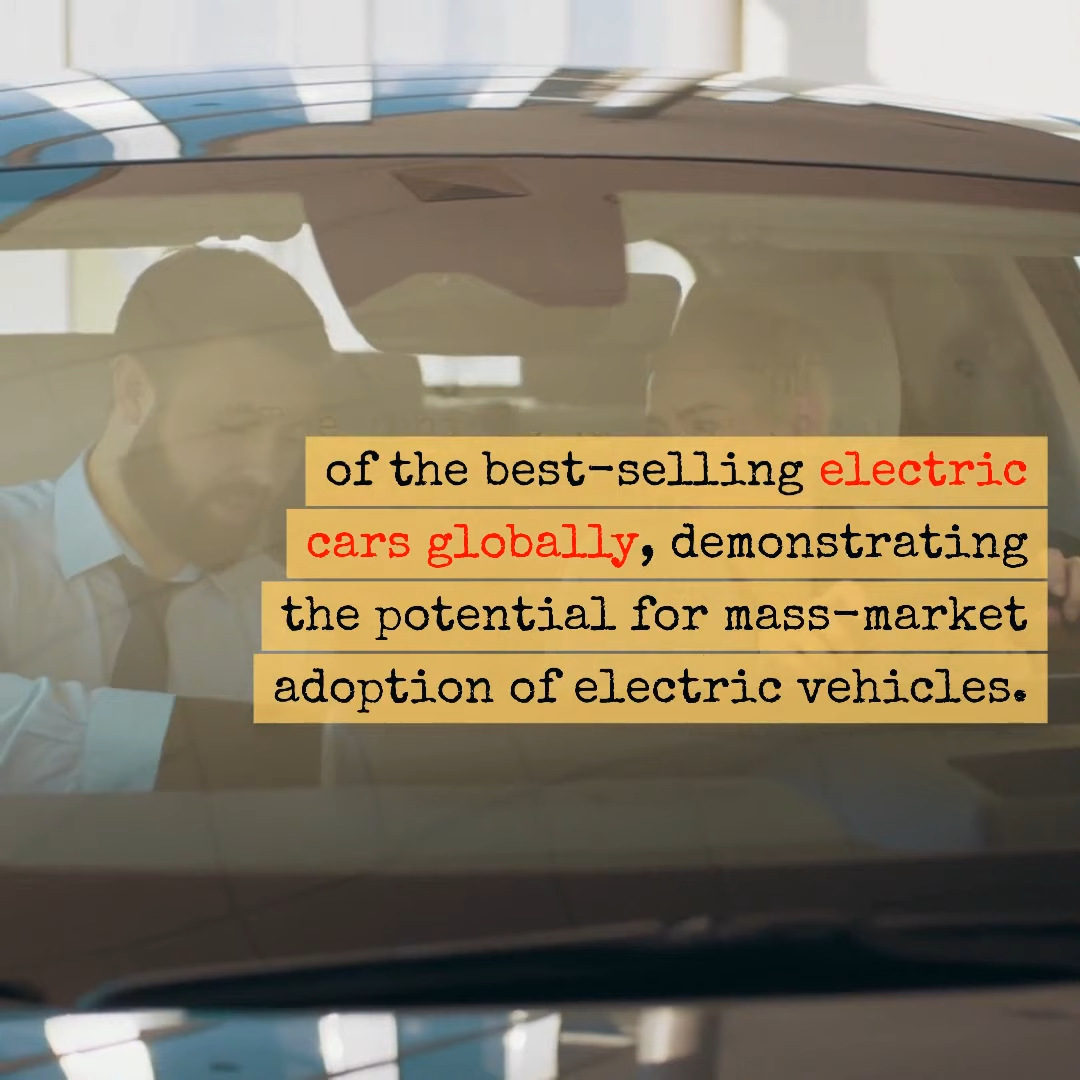 of the best-selling electric
cars globally, demonstrating
the potential for mass-market
adoption of electric vehicles.